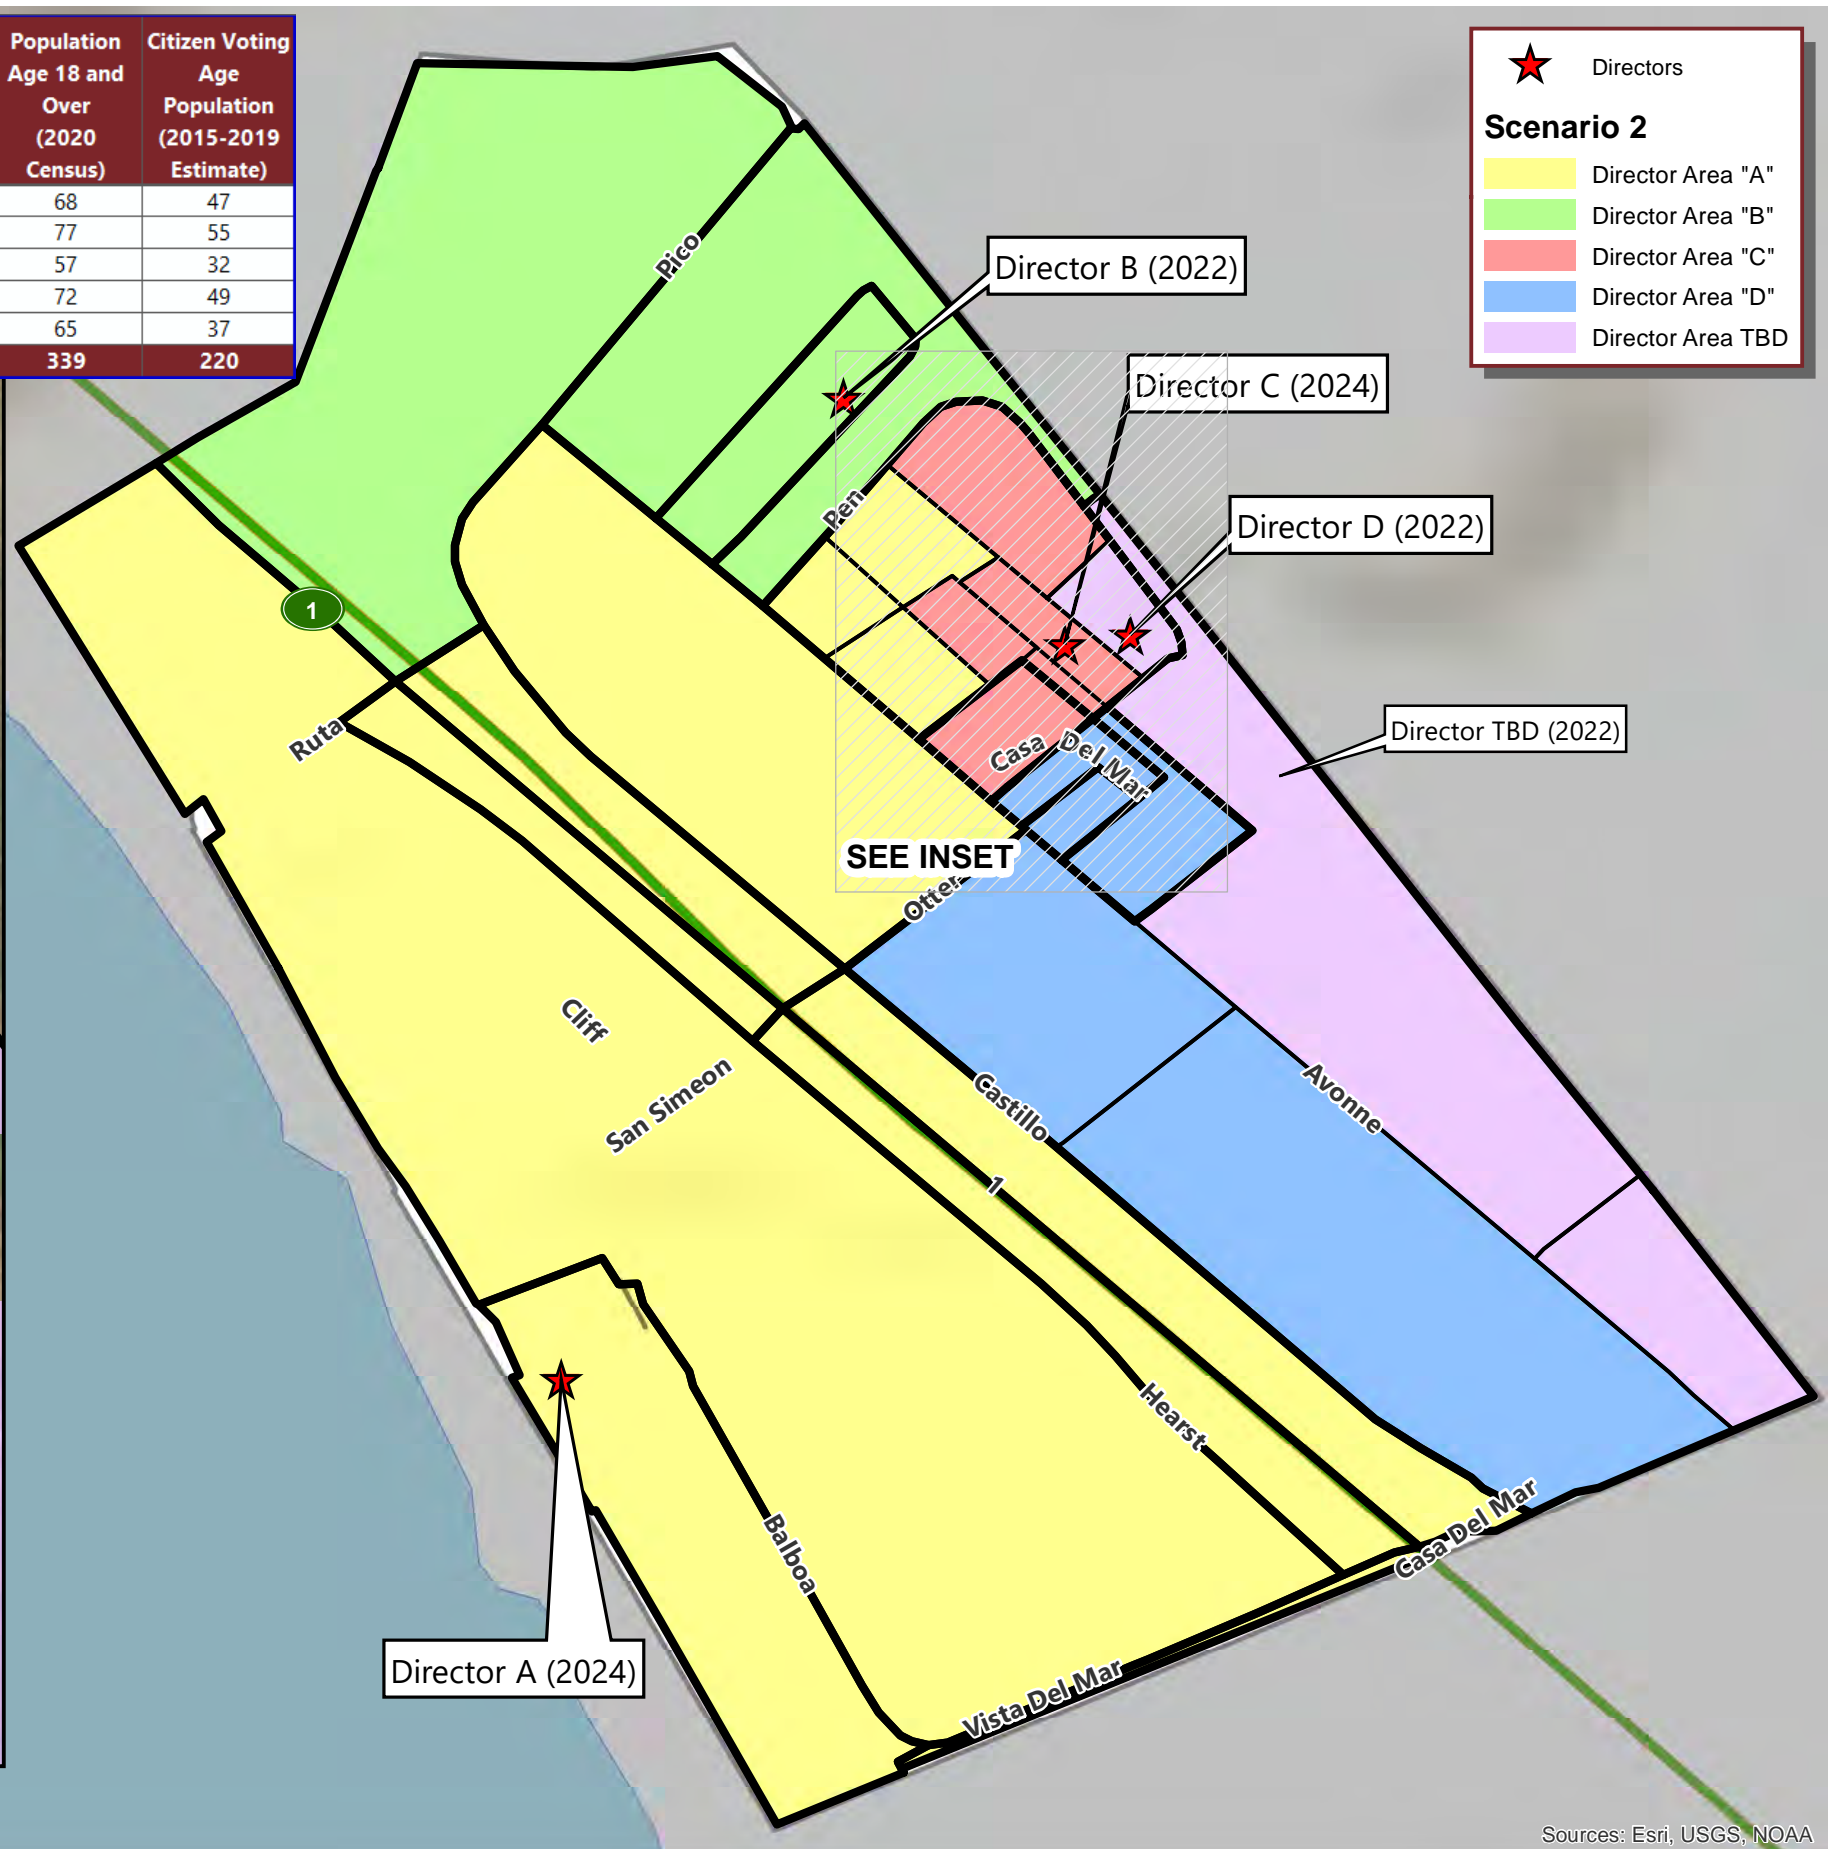 Population Age 18 and Over (2020 Census)
Citizen Voting Age Population (2015-2019 Estimate)
68 47
77 55
57 32
72 49
65 37
339 220
Directors
Scenario 2
Director Area "A"
Director Area "B"
Director Area "C"
Director Area "D"
Director Area TBD
Pico
Director B (2022)
Director C (2024)
Pen
Director D (2022)
1
Ruta
Director TBD (2022)
Casa Del Mar
SEE INSET
Otter
Cliff
San Simeon
Castillo
Avonne
1
Hearst
Balboa
Casa Del Mar
Director A (2024)
Vista Del Mar
Sources: Esri, USGS, NOAA